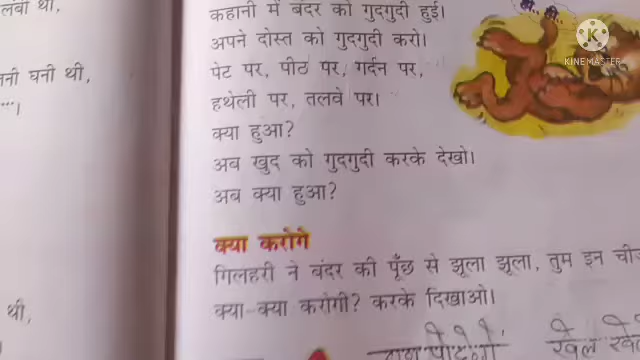 लंबी थी,
नी घनी थी,
थी,
कहानी में बंदर को गुदगुदी हुई।
अपने दोस्त को गुदगुदी करो।
पेट पर, पीठ पर, गर्दन पर,
हथेली पर, तलवे पर।
क्या हुआ?
अब खुद को गुदगुदी करके देखो।
अब क्या हुआ?
क्या करोगे
गिलहरी ने बंदर की पूँछ से झूला झूला, तुम इन चीज
क्या-क्या करोगी? करके दिखाओ।
खेल
KINEMASTER